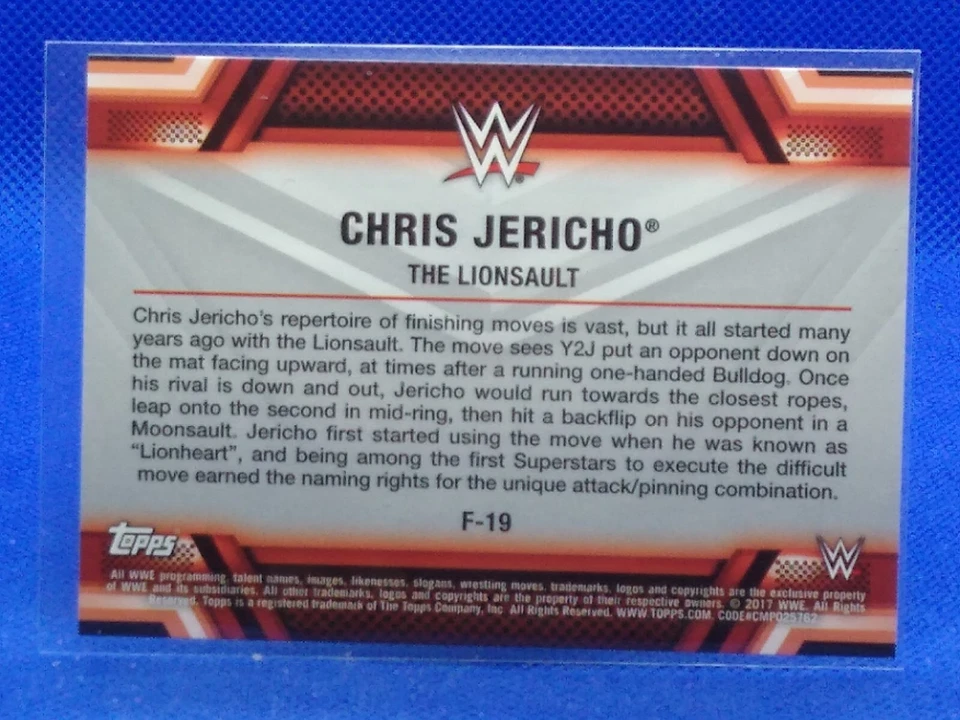 W
CHRIS JERICHO®
THE LIONSAULT
Chris Jericho's repertoire of finishing moves is vast, but it all started many
years ago with the Lionsault. The move sees Y2J put an opponent down on
the mat facing upward, at times after a running one-handed Bulldog. Once
his rival is down and out, Jericho would run towards the closest ropes,
leap onto the second in mid-ring, then hit a backflip on his opponent in a
Moonsault. Jericho first started using the move when he was known as
“Lionheart”, and being among the first Superstars to execute the difficult
move earned the naming rights for the unique attack/pinning combination.
F-19
Topps
W
All WWE programming, talent names, images, likenesses, slogans, wrestling moves, trademarks, logos and copyrights are the exclusive property
of WWE and its subsidiaries. All other trademarks, logos and copyrights are the property of their respective owners. © 2017 WWE. All Rights
Reserved. Topps is a registered trademark of The Topps Company, Inc. All Rights Reserved. WWW.TOPPS.COM. CODE#CMP025762